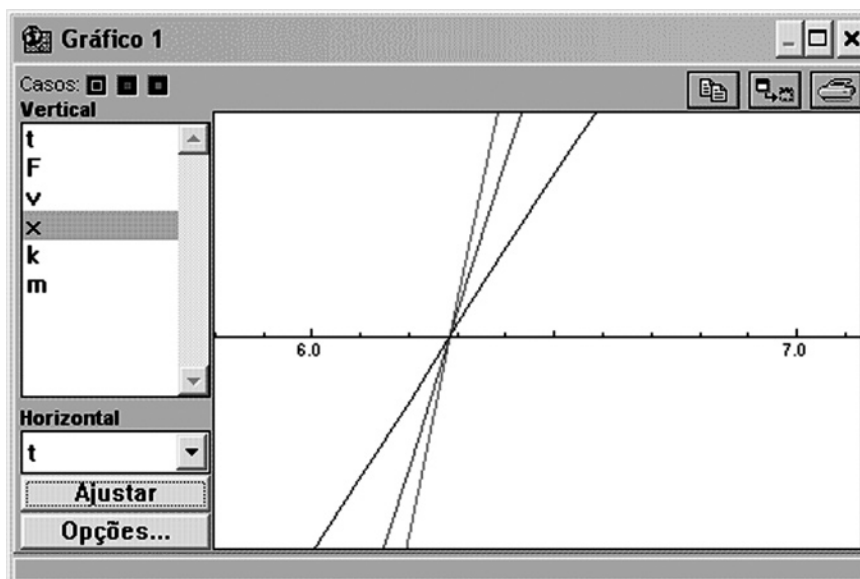 Gráfico 1
Casos:
Vertical
t
F
v
x
k
m
Horizontal
t
Ajustar
Opções...
6.0
7.0